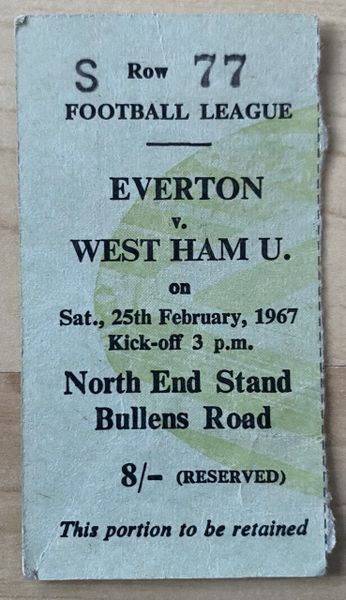 S Row 77
FOOTBALL LEAGUE
EVERTON
v.
WEST HAM U.
on
Sat., 25th February, 1967
Kick-off 3 p.m.
North End Stand
Bullens Road
8/- (RESERVED)
This portion to be retained